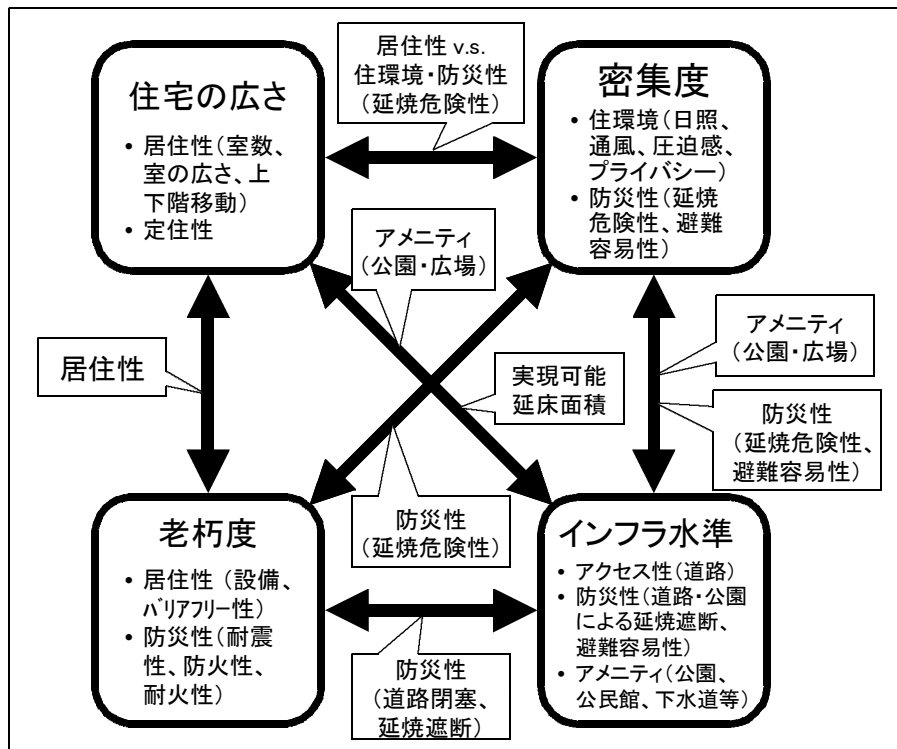 居住性 v.s.
住環境・防災性
(延焼危険性)
住宅の広さ
• 居住性(室数、
室の広さ、上
下階移動)
• 定住性
密集度
• 住環境(日照、
通風、圧迫感、
プライバシー)
• 防災性(延焼
危険性、避難
容易性)
アメニティ
(公園・広場)
居住性
実現可能
延床面積
アメニティ
(公園・広場)
防災性
(延焼危険性、
避難容易性)
防災性
(延焼危険性)
老朽度
• 居住性 (設備、
バリアフリー性)
• 防災性(耐震
性、防火性、
耐火性)
インフラ水準
• アクセス性(道路)
• 防災性(道路・公園
による延焼遮断、
避難容易性)
• アメニティ(公園、
公民館、下水道等)
防災性
(道路閉塞、
延焼遮断)